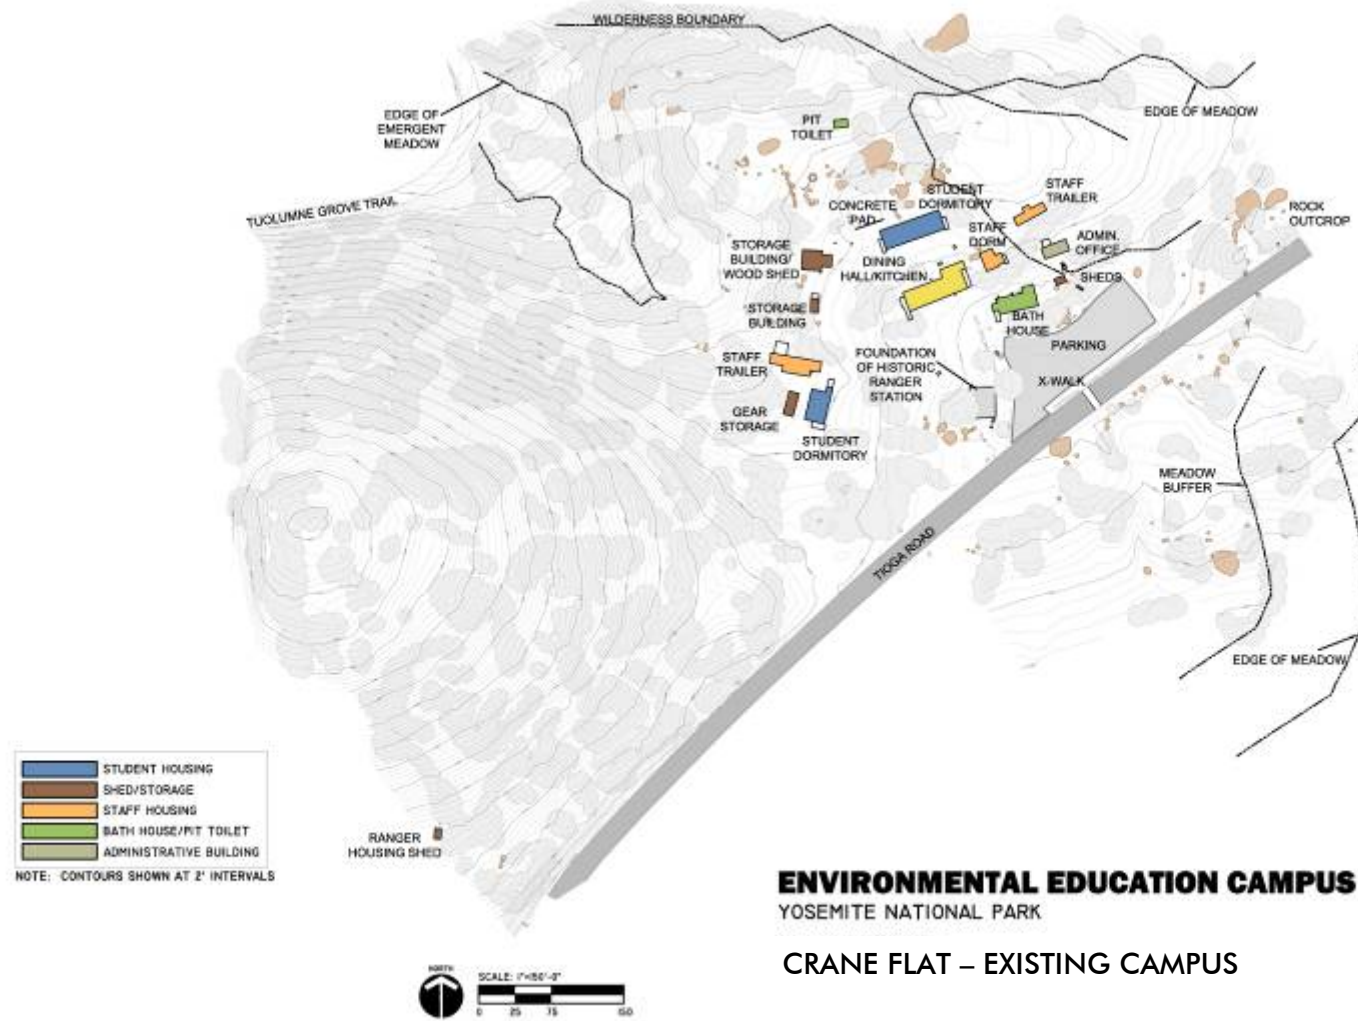 WILDERNESS BOUNDARY
EDGE OF
EMERGENT
MEADOW
EDGE OF MEADOW
PIT
TOILET
TUOLUMNE GROVE TRAIL
STUDENT
DORMITORY
STAFF
TRAILER
CONCRETE
PAD
ROCK
OUTCROP
STAFF
DORM
ADMIN.
OFFICE
STORAGE
BUILDING/
WOOD SHED
DINING
HALL/KITCHEN
SHEDS
STORAGE
BUILDING
BATH
HOUSE
PARKING
STAFF
TRAILER
FOUNDATION
OF HISTORIC
RANGER
STATION
X-WALK
GEAR
STORAGE
STUDENT
DORMITORY
MEADOW
BUFFER
TIOGA ROAD
EDGE OF MEADOW
STUDENT HOUSING
SHED/STORAGE
STAFF HOUSING
BATH HOUSE/PIT TOILET
ADMINISTRATIVE BUILDING
NOTE: CONTOURS SHOWN AT 2' INTERVALS
RANGER
HOUSING SHED
ENVIRONMENTAL EDUCATION CAMPUS
YOSEMITE NATIONAL PARK
CRANE FLAT – EXISTING CAMPUS
NORTH
SCALE: 1"=150'-0"
0 25 75 150